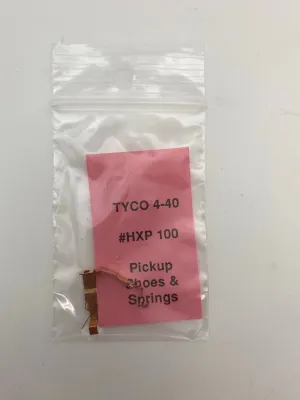 TYCO 4-40
#HXP 100
Pickup
Shoes &
Springs